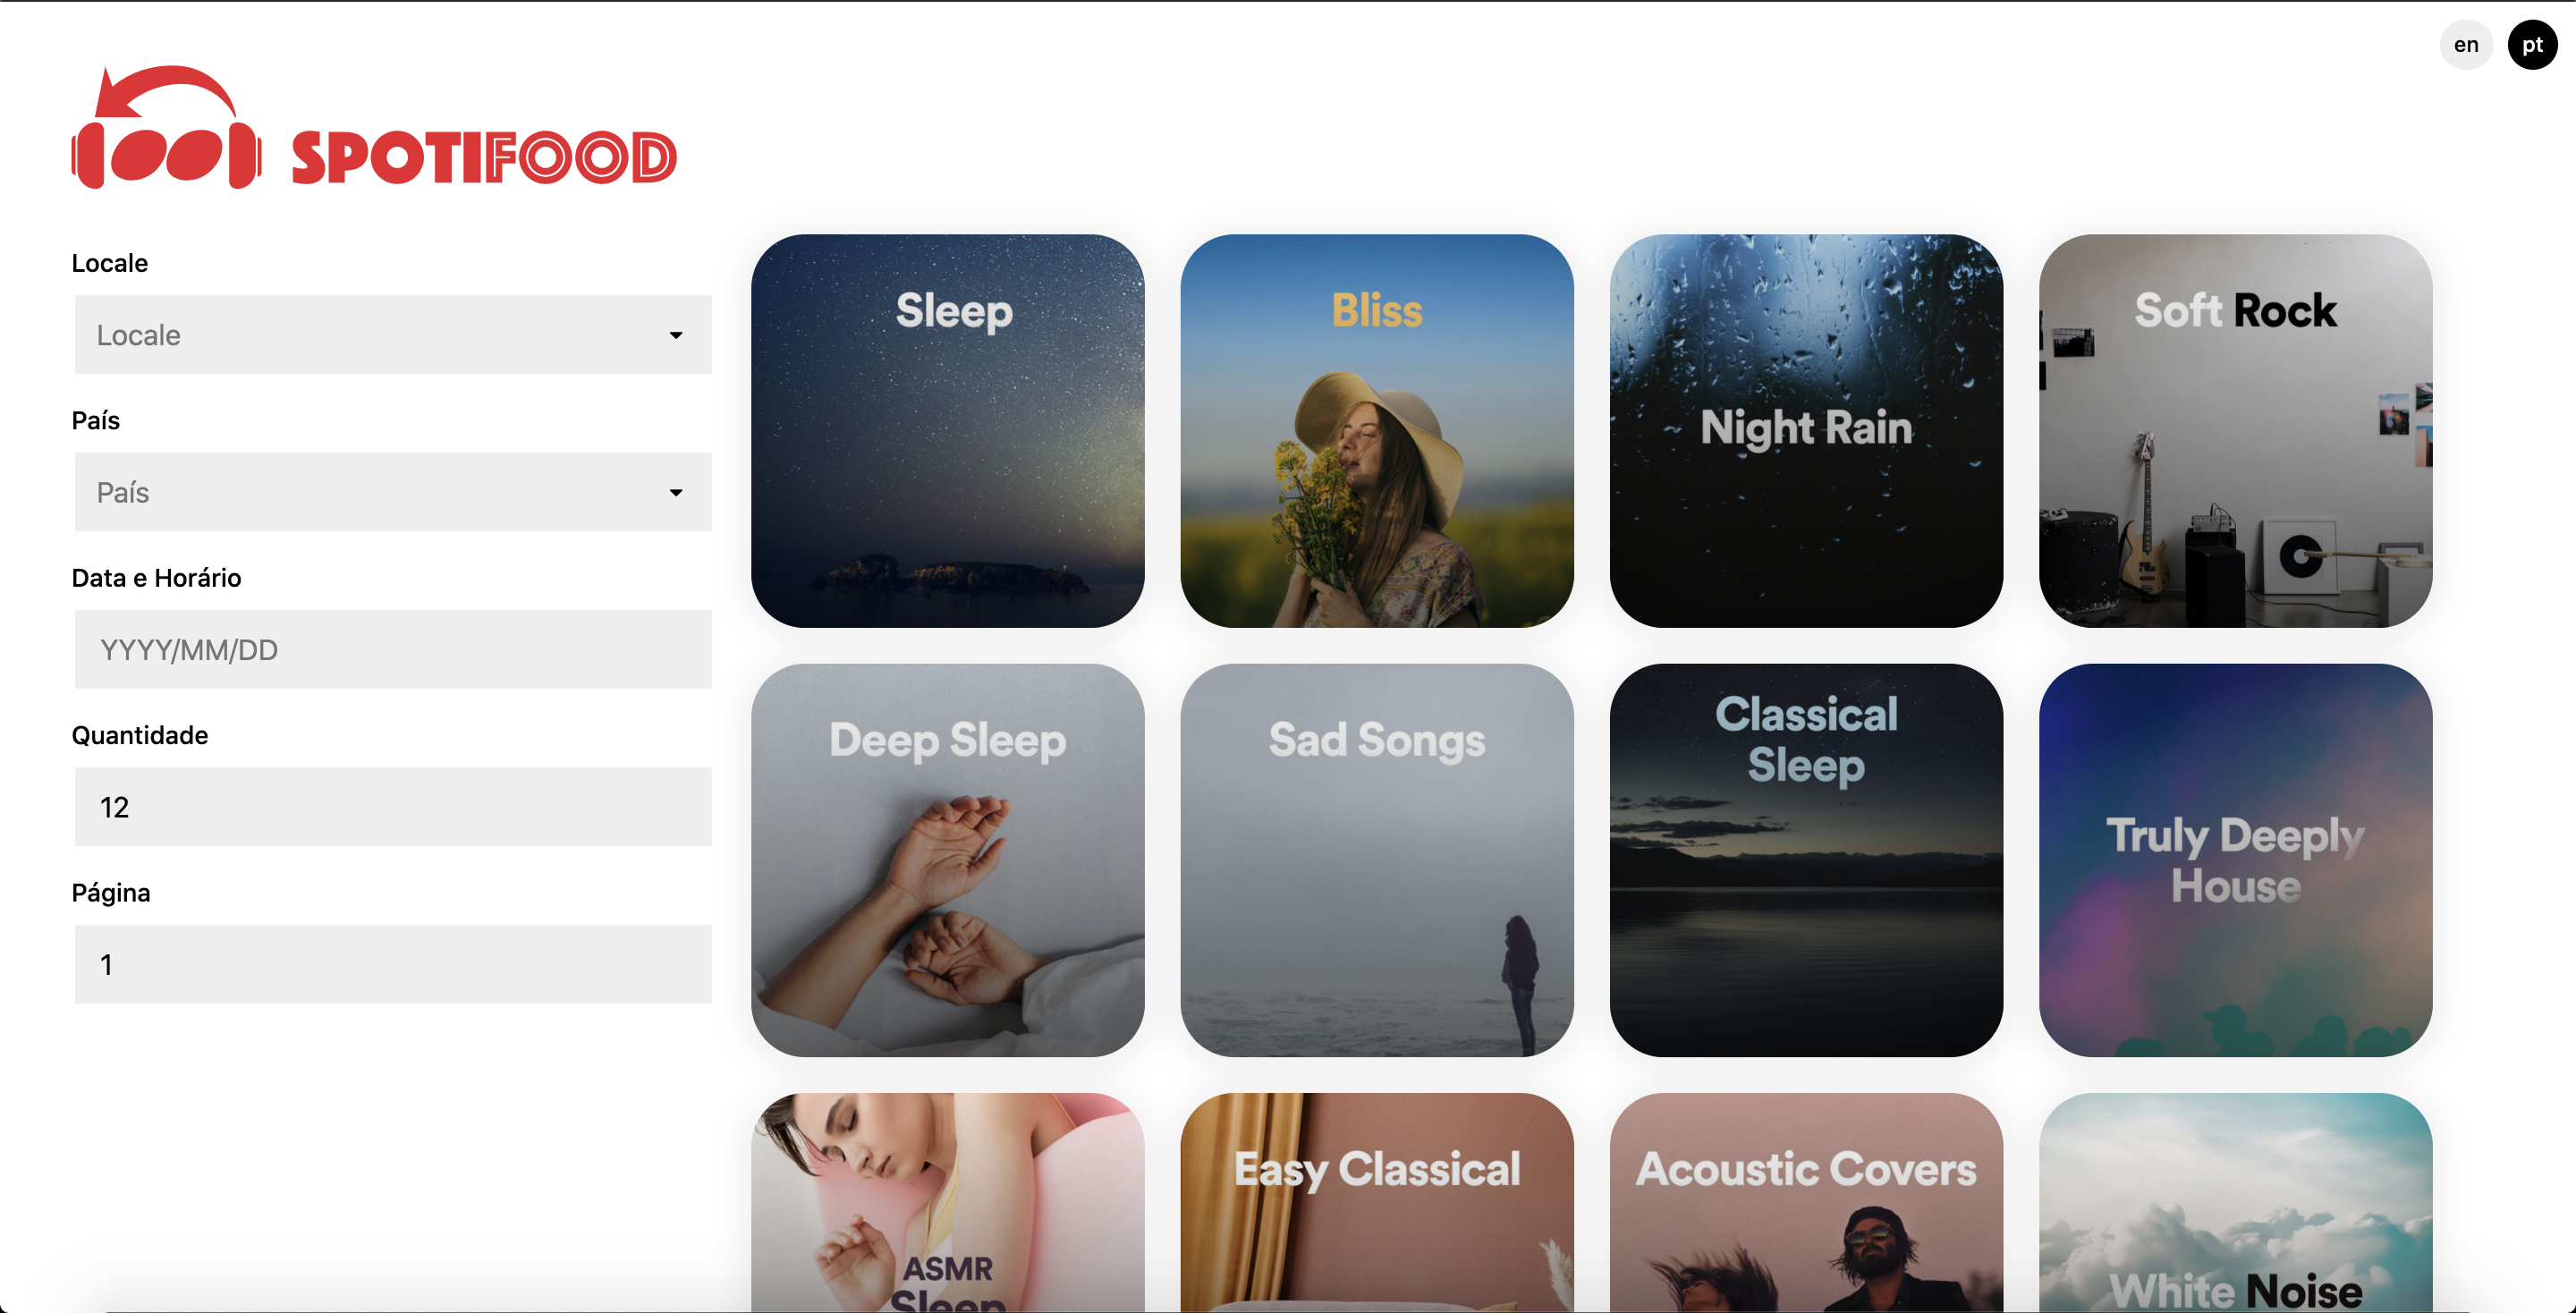 en
pt
SPOTIFOOD
Locale
Locale
País
País
Data e Horário
YYYY/MM/DD
Quantidade
12
Página
1
Sleep
Bliss
Night Rain
Soft Rock
Deep Sleep
Sad Songs
Classical
Sleep
Truly Deeply
House
ASMR
Sleep
Easy Classical
Acoustic Covers
White Noise